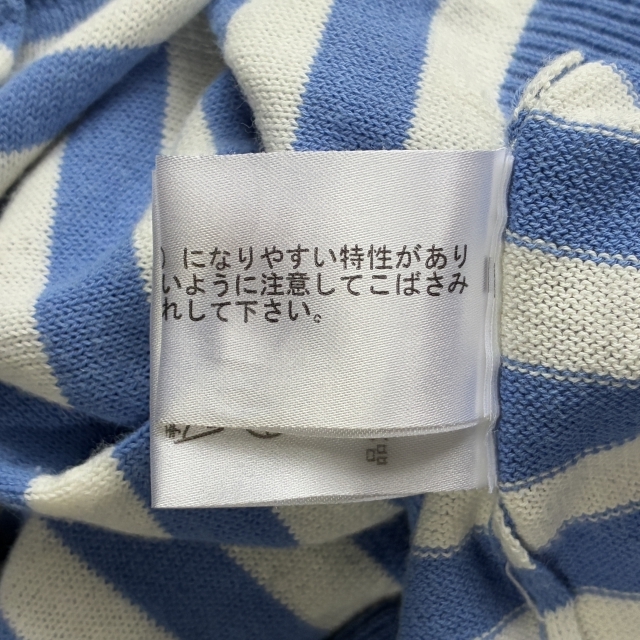 ）になりやすい特性があり
いように注意してこばさみ
れして下さい。
品